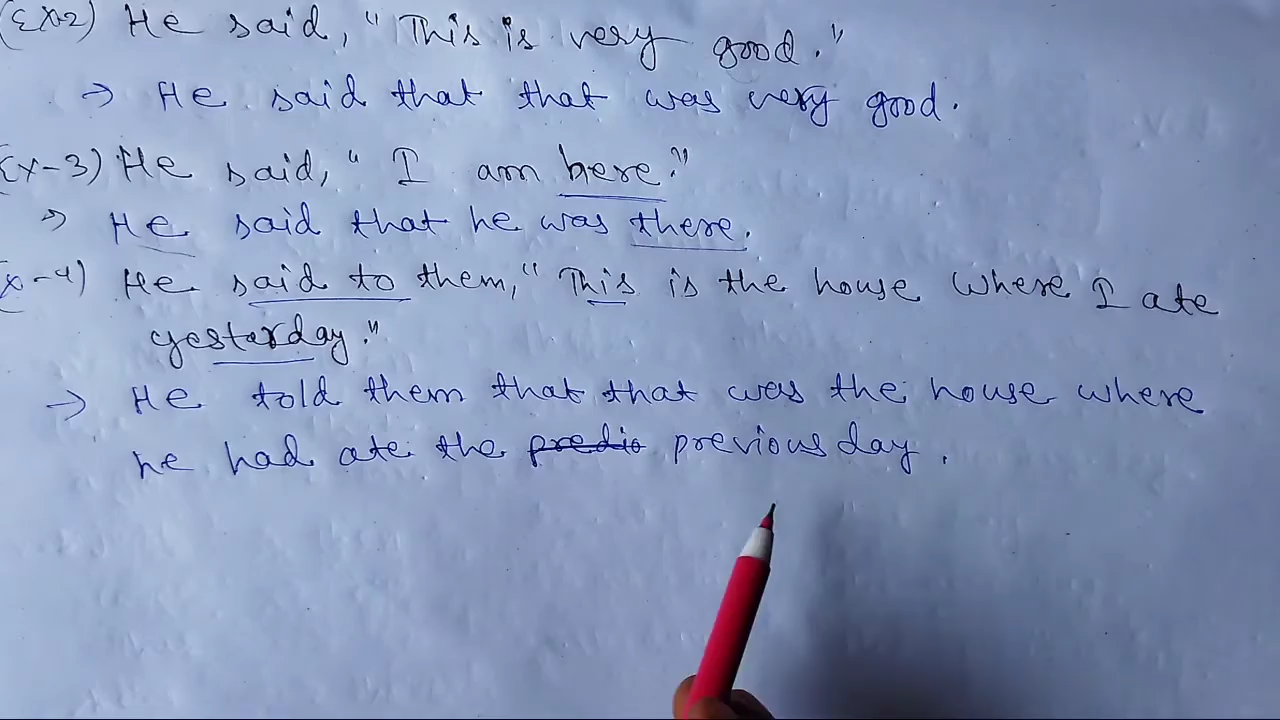 (Ex-2) He said, "This is very good."
→ He said that that was very good.
(Ex-3) He said, "I am here."
→ He said that he was there.
(x-4) He said to them, "This is the house where I ate
yesterday."
→ He told them that that was the house where
he had ate the predic previous day.